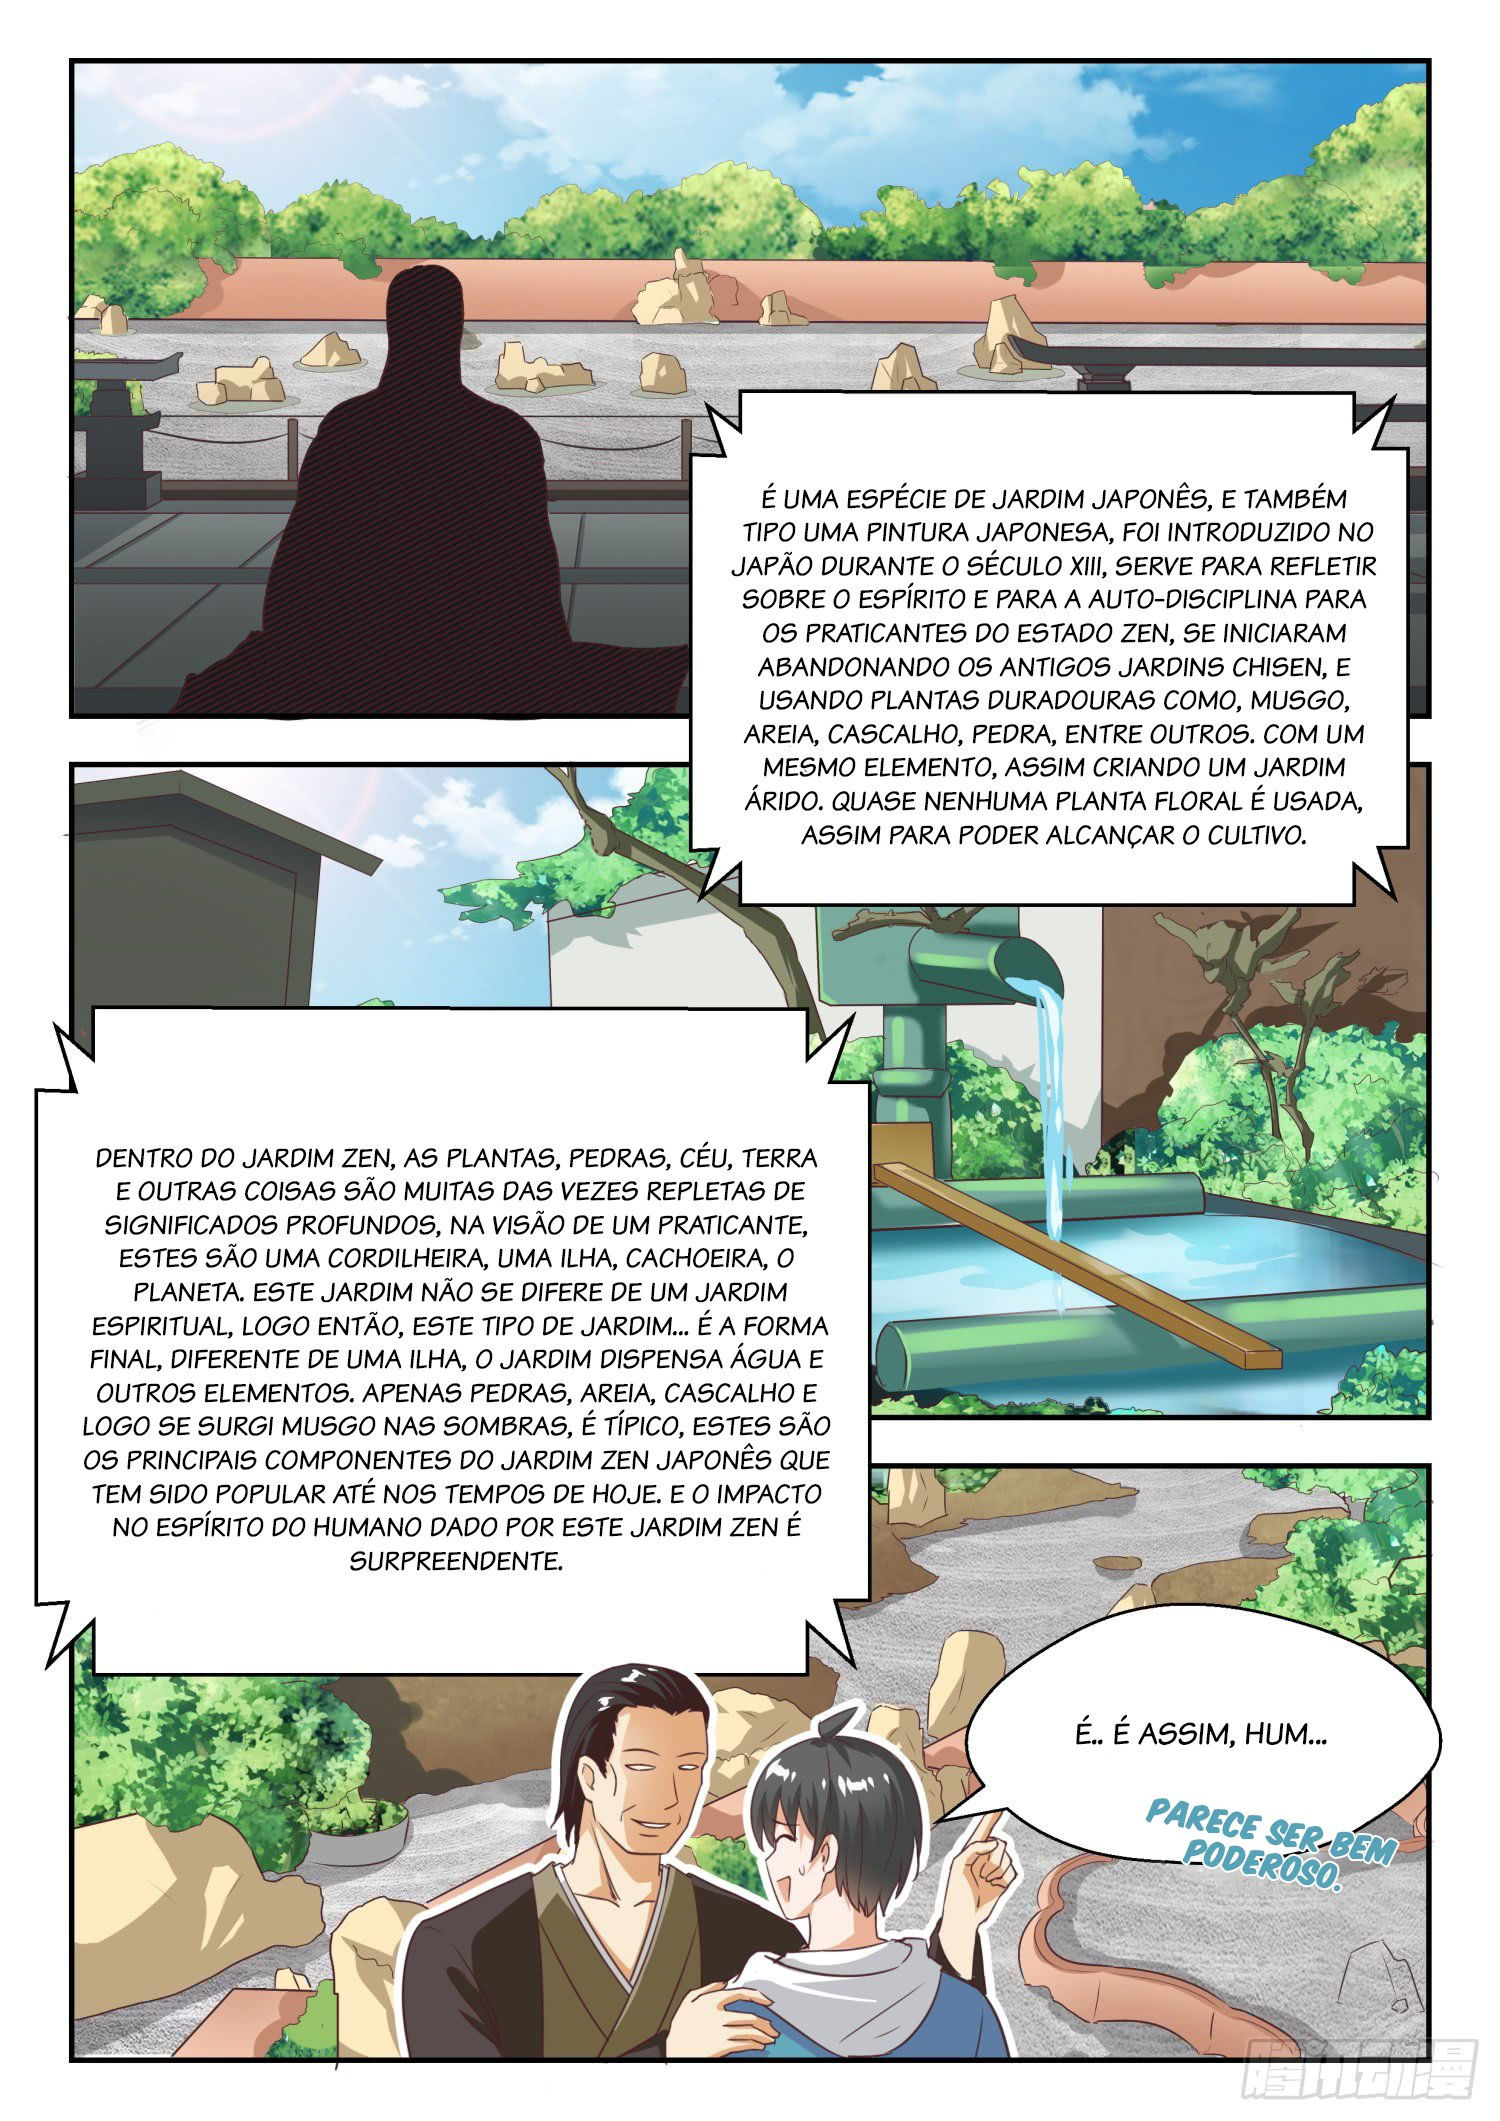 É UMA ESPÉCIE DE JARDIM JAPONÊS, E TAMBÉM
TIPO UMA PINTURA JAPONESA, FOI INTRODUZIDO NO
JAPÃO DURANTE O SÉCULO XIII, SERVE PARA REFLETIR
SOBRE O ESPÍRITO E PARA A AUTO-DISCIPLINA PARA
OS PRATICANTES DO ESTADO ZEN, SE INICIARAM
ABANDONANDO OS ANTIGOS JARDINS CHISEN, E
USANDO PLANTAS DURADOURAS COMO, MUSGO,
AREIA, CASCALHO, PEDRA, ENTRE OUTROS. COM UM
MESMO ELEMENTO, ASSIM CRIANDO UM JARDIM
ÁRIDO. QUASE NENHUMA PLANTA FLORAL É USADA,
ASSIM PARA PODER ALCANÇAR O CULTIVO.
DENTRO DO JARDIM ZEN, AS PLANTAS, PEDRAS, CÉU, TERRA
E OUTRAS COISAS SÃO MUITAS DAS VEZES REPLETAS DE
SIGNIFICADOS PROFUNDOS, NA VISÃO DE UM PRATICANTE,
ESTES SÃO UMA CORDILHEIRA, UMA ILHA, CACHOEIRA, O
PLANETA. ESTE JARDIM NÃO SE DIFERE DE UM JARDIM
ESPIRITUAL, LOGO ENTÃO, ESTE TIPO DE JARDIM... É A FORMA
FINAL, DIFERENTE DE UMA ILHA, O JARDIM DISPENSA ÁGUA E
OUTROS ELEMENTOS. APENAS PEDRAS, AREIA, CASCALHO E
LOGO SE SURGI MUSGO NAS SOMBRAS, É TÍPICO, ESTES SÃO
OS PRINCIPAIS COMPONENTES DO JARDIM ZEN JAPONÊS QUE
TEM SIDO POPULAR ATÉ NOS TEMPOS DE HOJE. E O IMPACTO
NO ESPÍRITO DO HUMANO DADO POR ESTE JARDIM ZEN É
SURPREENDENTE.
É.. É ASSIM, HUM...
PARECE SER BEM
PODEROSO.
腾讯动漫